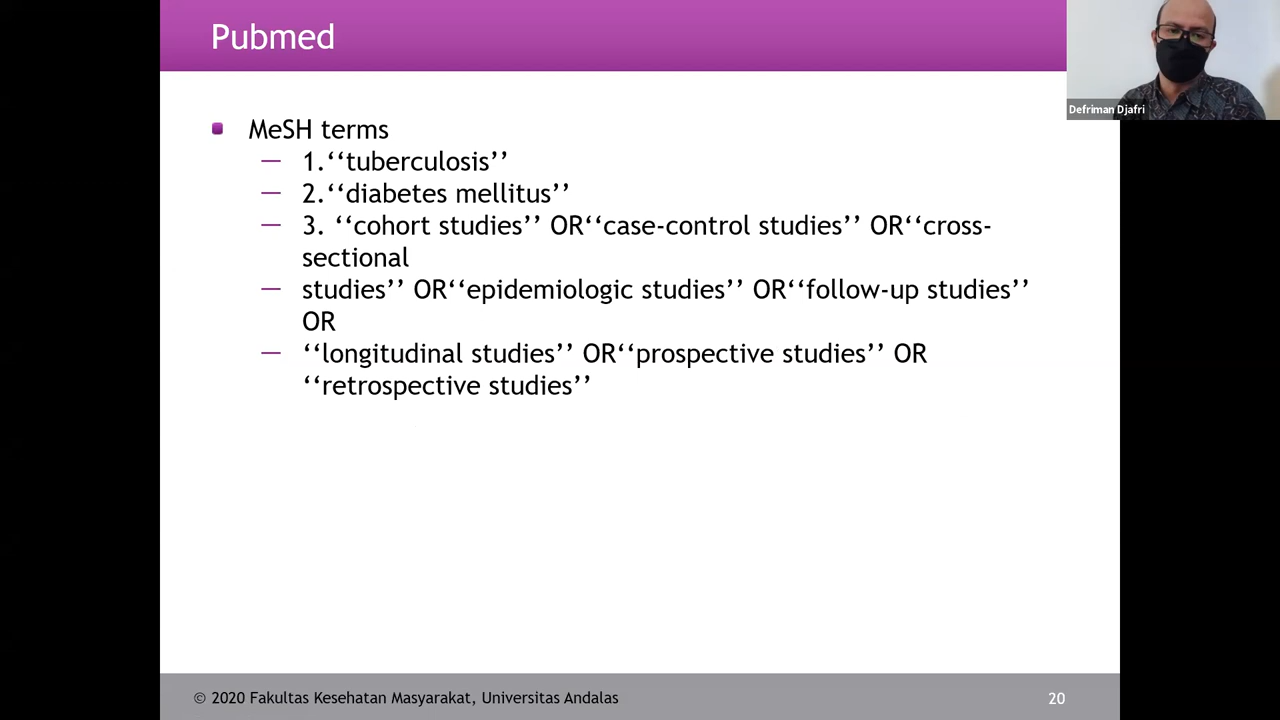 Pubmed
Defriman Djafri
MeSH terms
— 1.‘‘tuberculosis’’
— 2.‘‘diabetes mellitus’’
— 3. ‘‘cohort studies’’ OR‘‘case-control studies’’ OR‘‘cross-
sectional
— studies’’ OR‘‘epidemiologic studies’’ OR‘‘follow-up studies’’
OR
— ‘‘longitudinal studies’’ OR‘‘prospective studies’’ OR
‘‘retrospective studies’’
© 2020 Fakultas Kesehatan Masyarakat, Universitas Andalas
20